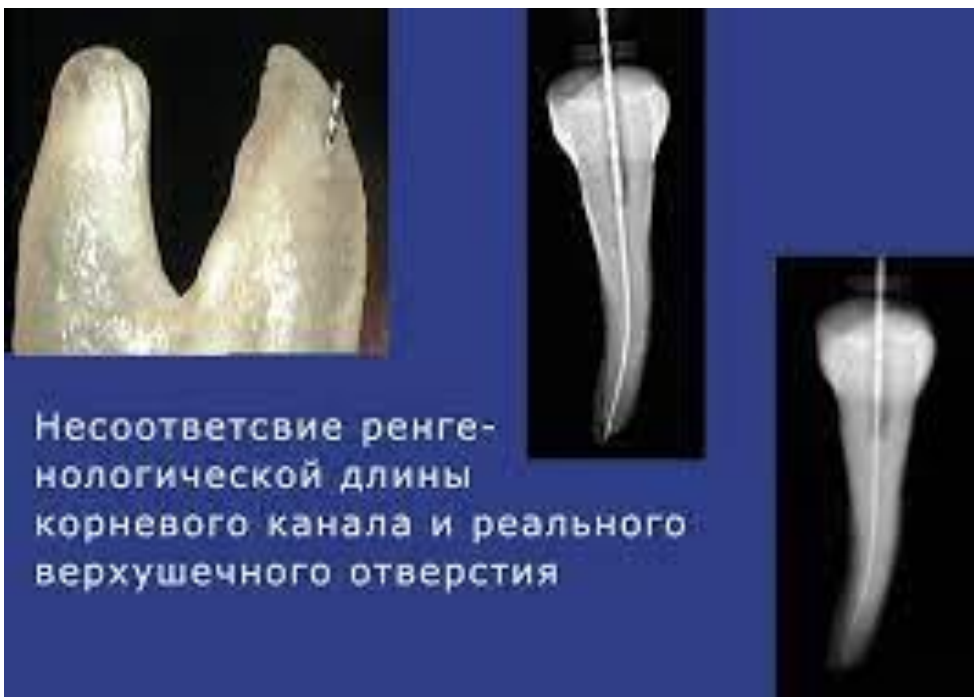 Несоответсвие ренге-
нологической длины
корневого канала и реального
верхушечного отверстия